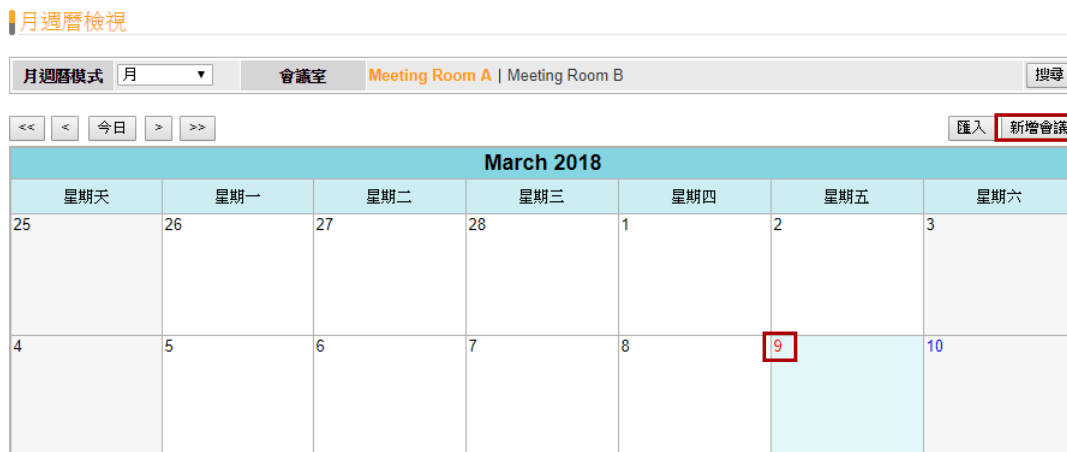 月週曆檢視
月週曆模式 月 會議室 Meeting Room A | Meeting Room B 搜尋
<< < 今日 > >> 匯入 新增會議
March 2018
星期天 星期一 星期二 星期三 星期四 星期五 星期六
25 26 27 28 1 2 3
4 5 6 7 8 9 10